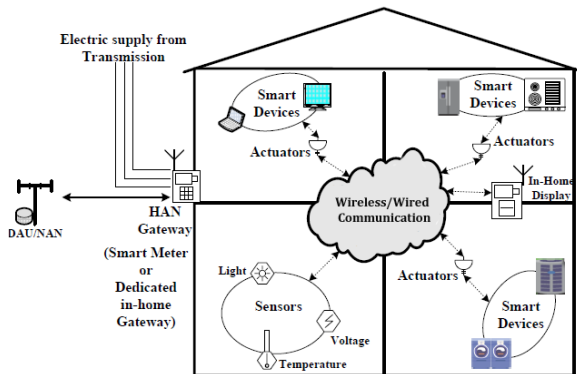 Electric supply from
Transmission
Smart
Devices
Actuators
Smart
Devices
Actuators
In-Home
Display
Wireless/Wired
Communication
DAU/NAN
HAN
Gateway
(Smart Meter
or
Dedicated
in-home
Gateway)
Light
Sensors
Voltage
Temperature
Actuators
Smart
Devices